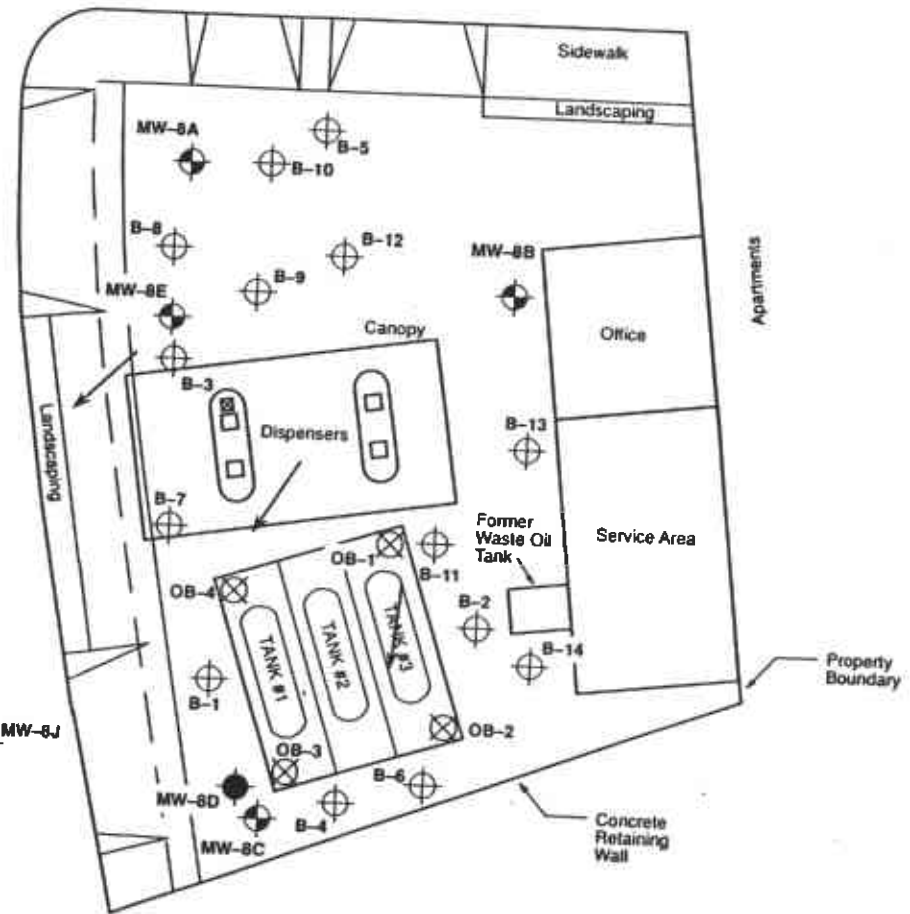 Sidewalk
Landscaping
MW-8A
B-5
B-10
B-8
B-12
MW-8B
B-9
MW-8E
Apartments
Office
Canopy
B-3
Landscaping
Dispensers
B-13
B-7
Former
Waste Oil
Tank
Service Area
OB-1
B-11
OB-4
B-2
TANK #1
TANK #2
TANK #3
B-14
Property
Boundary
B-1
MW-8J
OB-2
OB-3
B-6
MW-8D
B-4
MW-8C
Concrete
Retaining
Wall